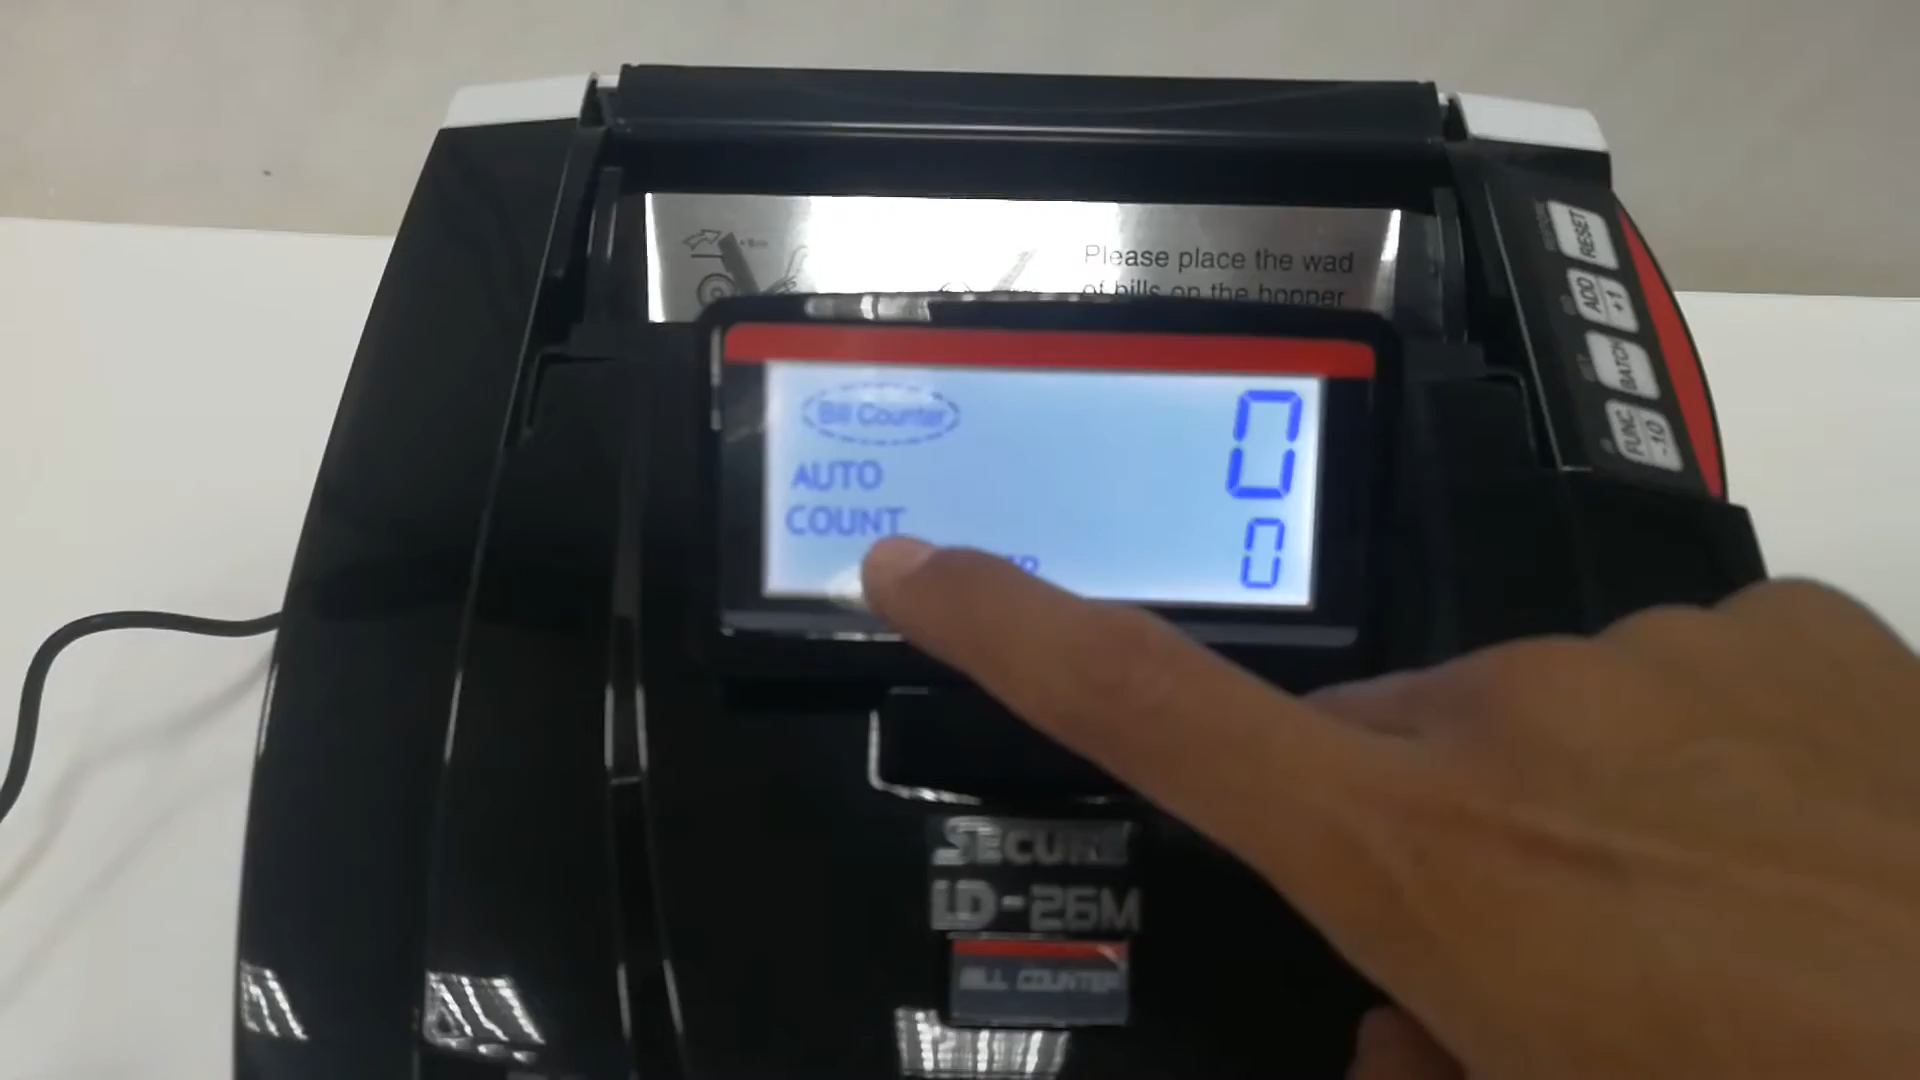 Please place the wad
of bills on the hopper
Bill Counter
0
AUTO
COUNT
0
RESET
ADD
+1
BATCH
FUNC
-10
SECURE
LD-26M
BILL COUNTER